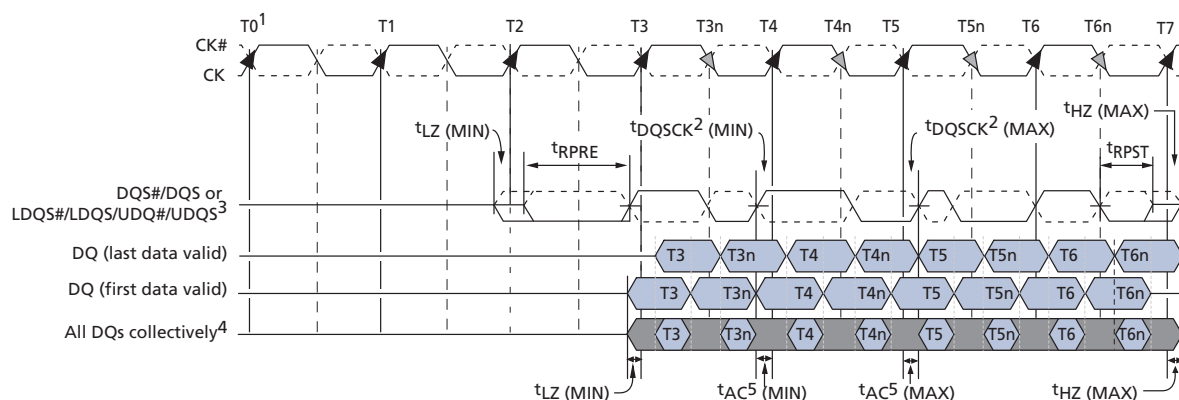 T0¹ T1 T2 T3 T3n T4 T4n T5 T5n T6 T6n T7
CK#
CK
tLZ (MIN) tDQSCK² (MIN) tDQSCK² (MAX) tHZ (MAX)
tRPRE tRPST
DQS#/DQS or
LDQS#/LDQS/UDQ#/UDQS³
DQ (last data valid) T3 T3n T4 T4n T5 T5n T6 T6n
DQ (first data valid) T3 T3n T4 T4n T5 T5n T6 T6n
All DQs collectively⁴ T3 T3n T4 T4n T5 T5n T6 T6n
tLZ (MIN) tAC⁵ (MIN) tAC⁵ (MAX) tHZ (MAX)